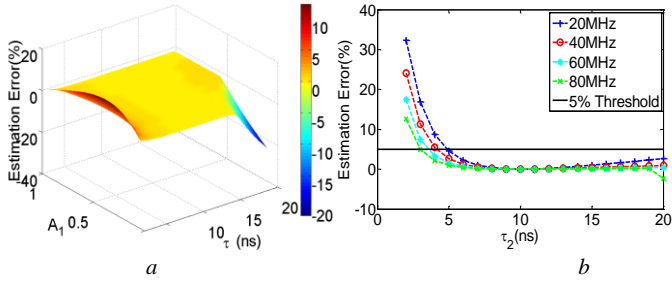 Estimation Error(%)
20
0
-20
-40
1
0.5
A1
10
15
20
τ (ns)
10
5
0
-5
-10
-15
-20
a
Estimation Error(%)
40
30
20
10
0
-10
0
5
10
15
20
τ2(ns)
20MHz
40MHz
60MHz
80MHz
5% Threshold
b